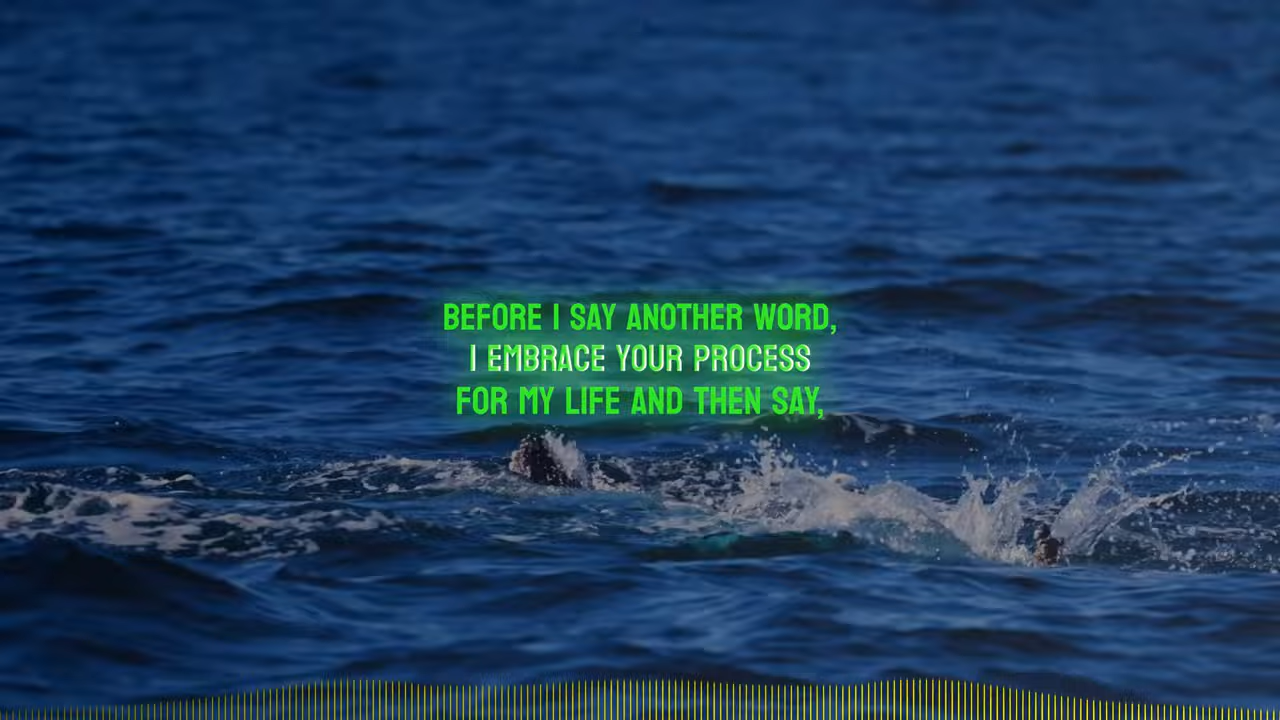 BEFORE I SAY ANOTHER WORD,
I EMBRACE YOUR PROCESS
FOR MY LIFE AND THEN SAY,